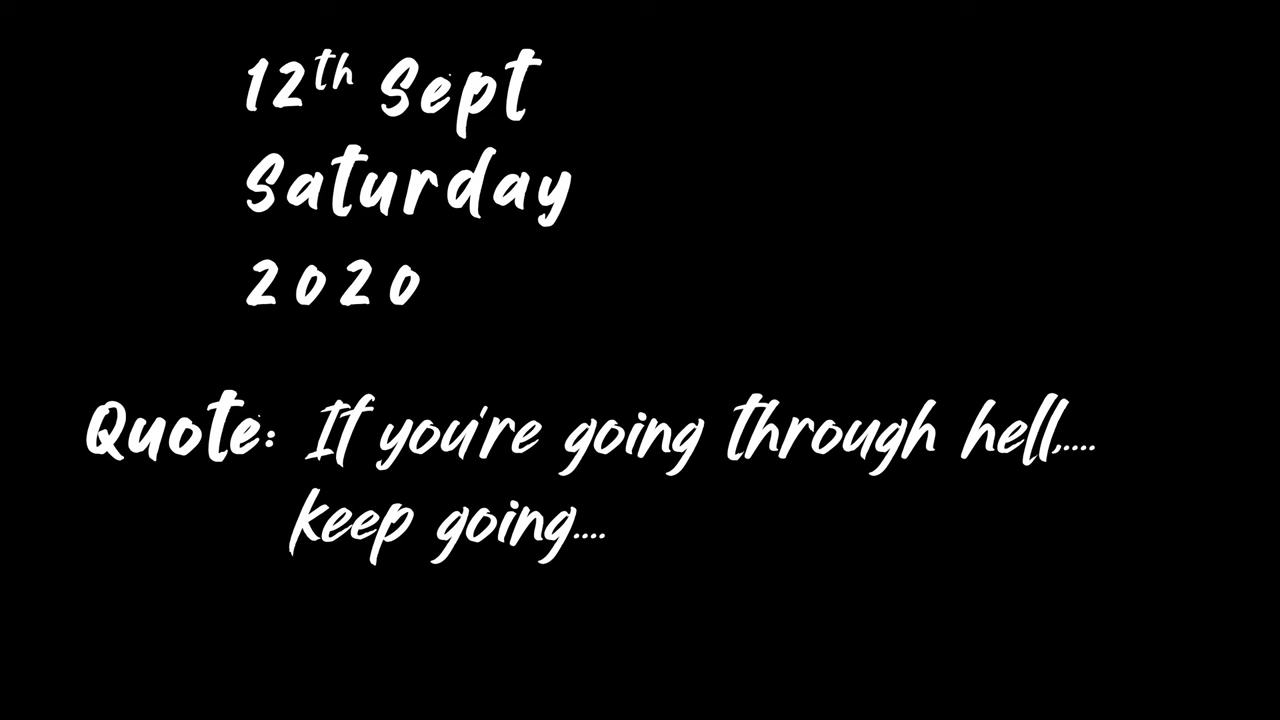 12th Sept
Saturday
2020
Quote: If you're going through hell,....
keep going....